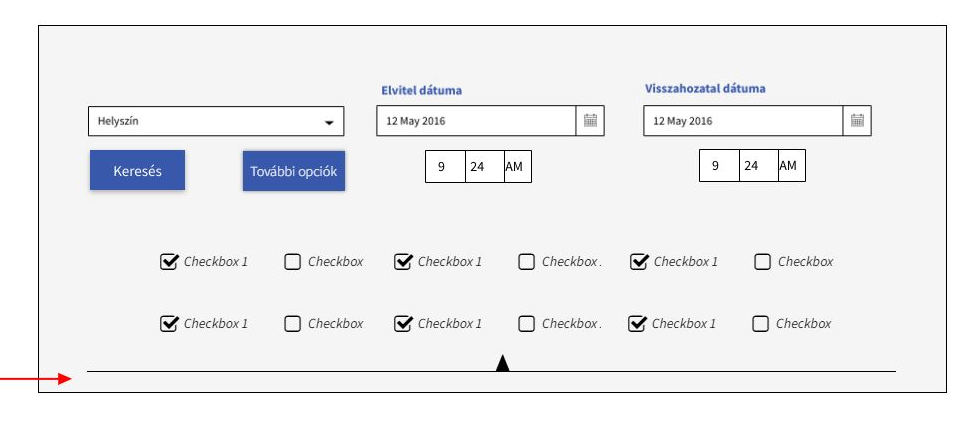 Elvitel dátuma
Visszahozatal dátuma
Helyszín
12 May 2016
12 May 2016
Keresés
További opciók
9 24 AM
9 24 AM
Checkbox 1
Checkbox
Checkbox 1
Checkbox .
Checkbox 1
Checkbox
Checkbox 1
Checkbox
Checkbox 1
Checkbox .
Checkbox 1
Checkbox